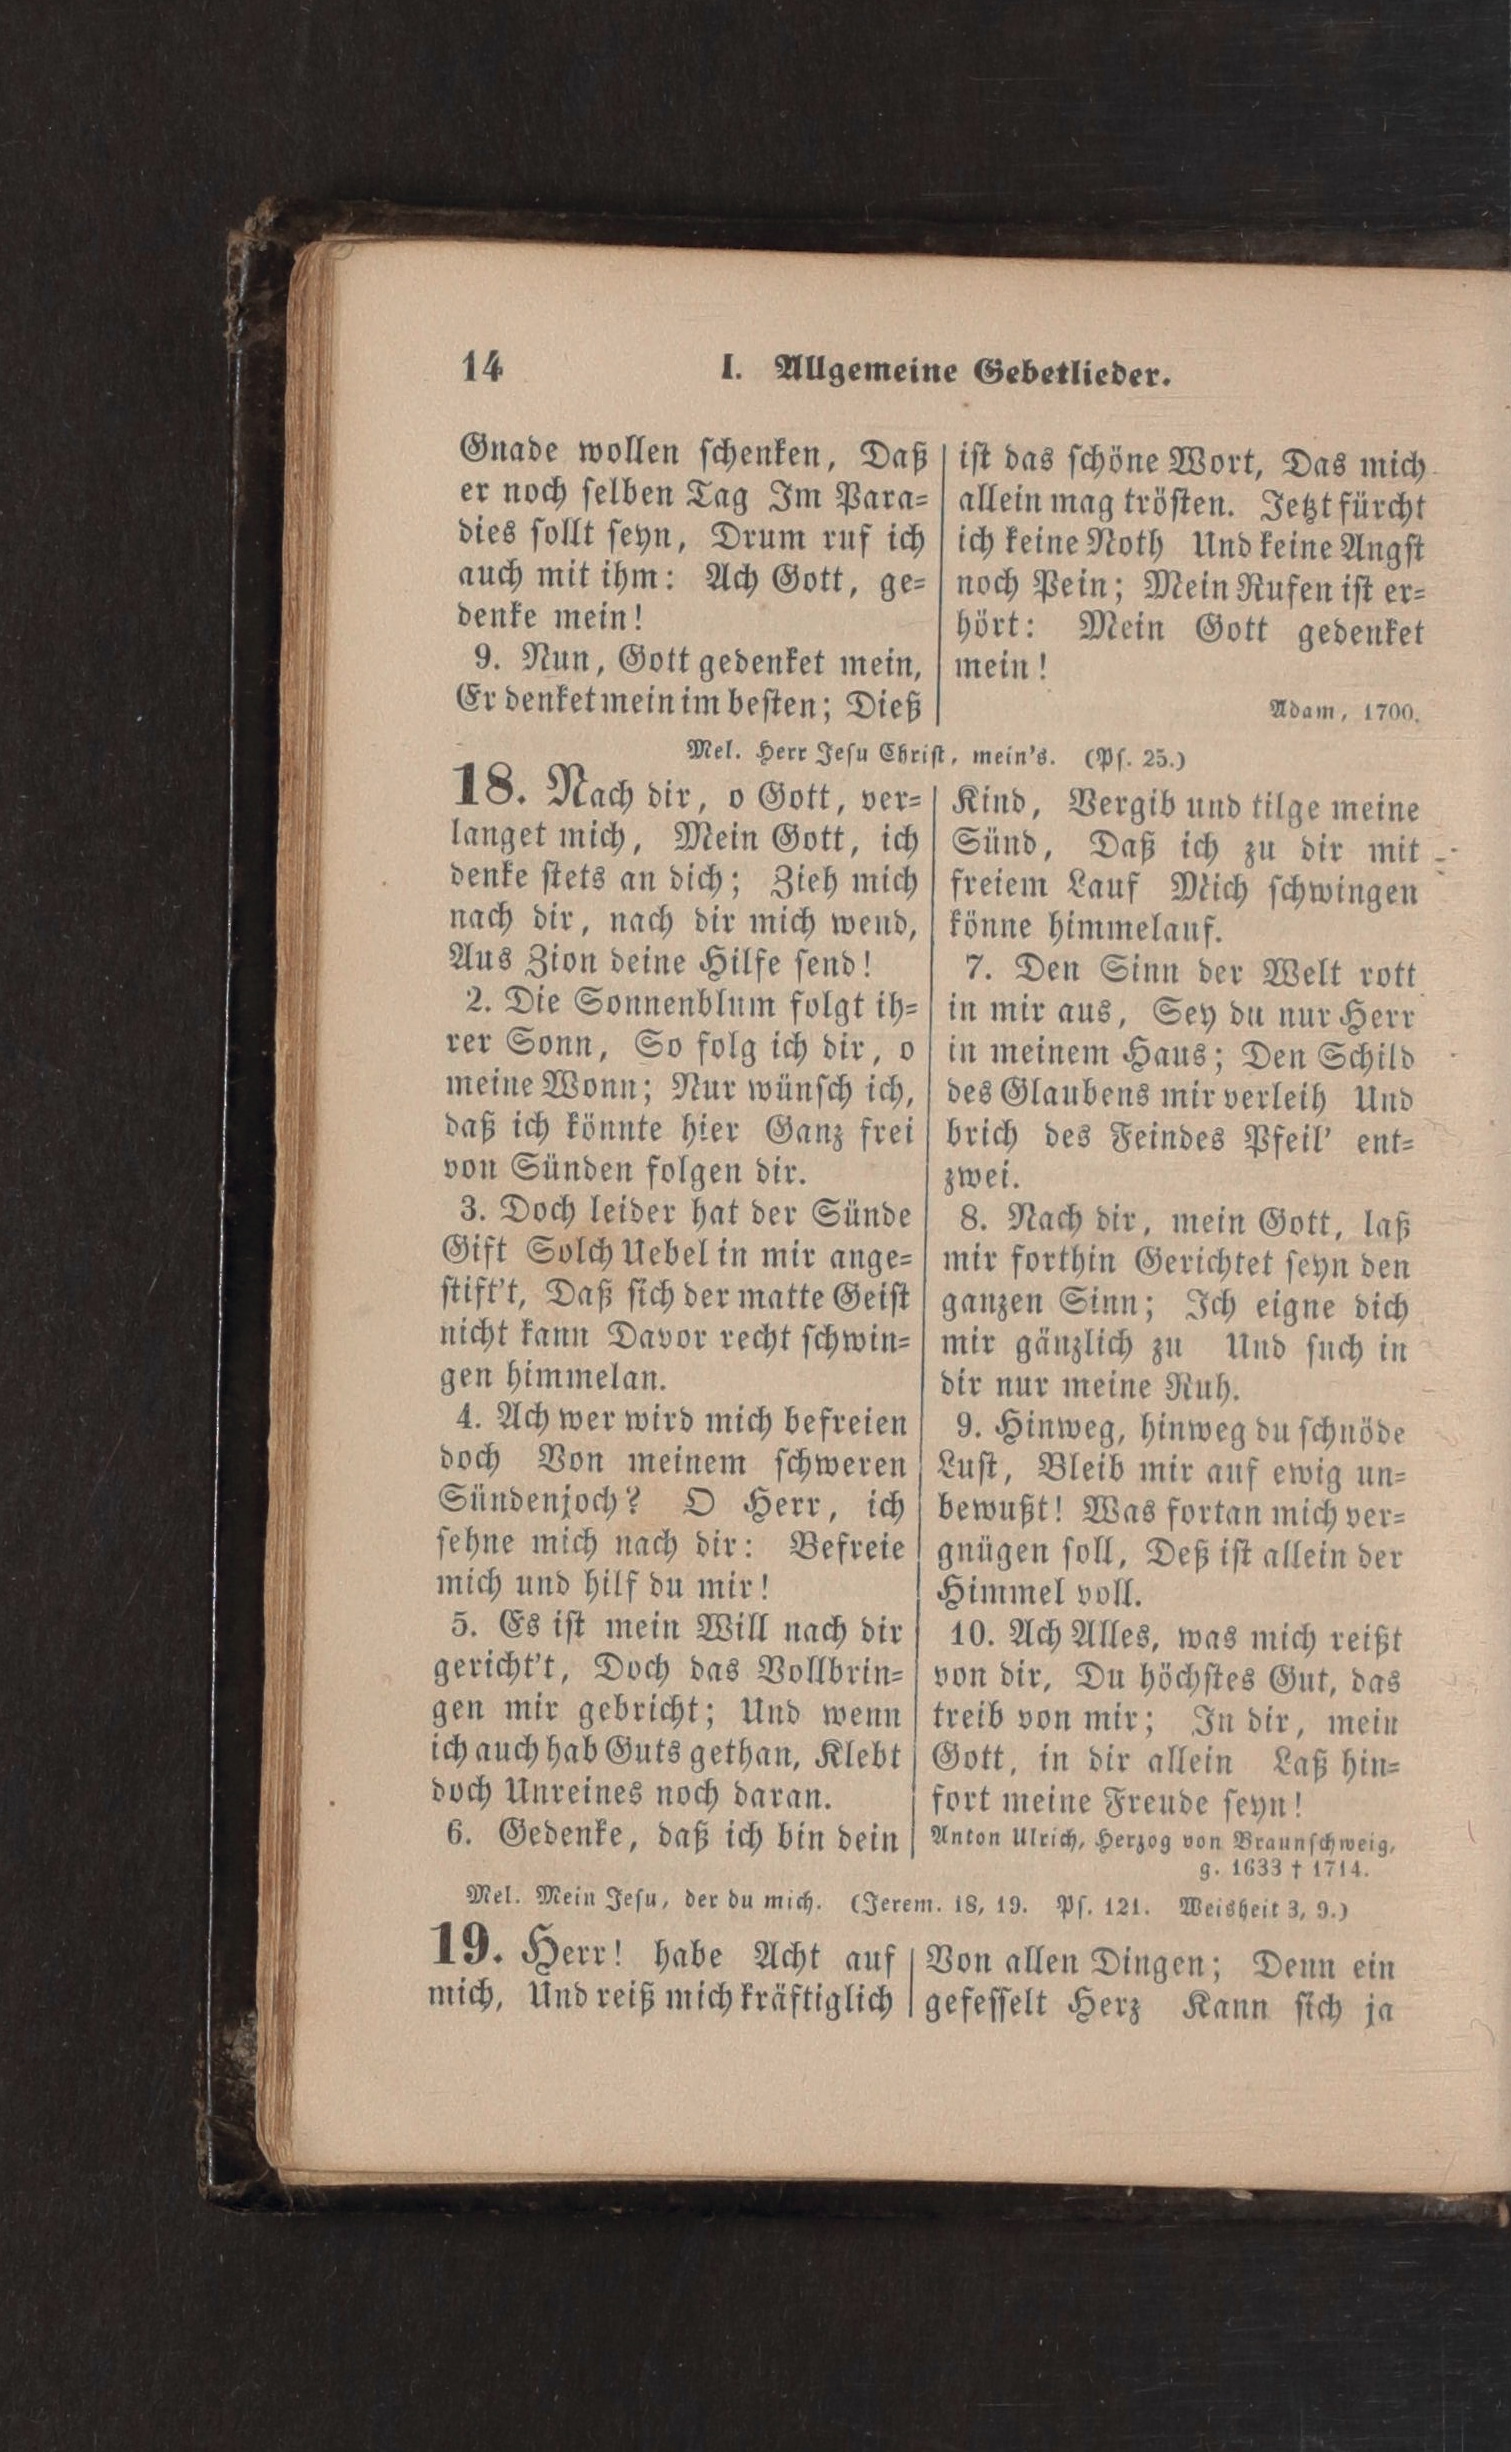 14
I. Allgemeine Gebetlieder.
Gnade wollen schenken, Daß
er noch selben Tag Im Para=
dies sollt seyn, Drum ruf ich
auch mit ihm: Ach Gott, ge=
denke mein!
9. Nun, Gott gedenket mein,
Er denket mein im besten; Dieß
ist das schöne Wort, Das mich
allein mag trösten. Jetzt fürcht
ich keine Noth Und keine Angst
noch Pein; Mein Rufen ist er=
hört: Mein Gott gedenket
mein!
Adam, 1700.
Mel. Herr Jesu Christ, mein's. (Ps. 25.)
18. Nach dir, o Gott, ver=
langet mich, Mein Gott, ich
denke stets an dich; Zieh mich
nach dir, nach dir mich wend,
Aus Zion deine Hilfe send!
2. Die Sonnenblum folgt ih=
rer Sonn, So folg ich dir, o
meine Wonn; Nur wünsch ich,
daß ich könnte hier Ganz frei
von Sünden folgen dir.
3. Doch leider hat der Sünde
Gift Solch Uebel in mir ange=
stift't, Daß sich der matte Geist
nicht kann Davor recht schwin=
gen himmelan.
4. Ach wer wird mich befreien
doch Von meinem schweren
Sündenjoch? O Herr, ich
sehne mich nach dir: Befreie
mich und hilf du mir!
5. Es ist mein Will nach dir
gericht't, Doch das Vollbrin=
gen mir gebricht; Und wenn
ich auch hab Guts gethan, Klebt
doch Unreines noch daran.
6. Gedenke, daß ich bin dein
Kind, Vergib und tilge meine
Sünd, Daß ich zu dir mit
freiem Lauf Mich schwingen
könne himmelauf.
7. Den Sinn der Welt rott
in mir aus, Sey du nur Herr
in meinem Haus; Den Schild
des Glaubens mir verleih Und
brich des Feindes Pfeil' ent=
zwei.
8. Nach dir, mein Gott, laß
mir forthin Gerichtet seyn den
ganzen Sinn; Ich eigne dich
mir gänzlich zu Und such in
dir nur meine Ruh.
9. Hinweg, hinweg du schnöde
Lust, Bleib mir auf ewig un=
bewußt! Was fortan mich ver=
gnügen soll, Deß ist allein der
Himmel voll.
10. Ach Alles, was mich reißt
von dir, Du höchstes Gut, das
treib von mir; In dir, mein
Gott, in dir allein Laß hin=
fort meine Freude seyn!
Anton Ulrich, Herzog von Braunschweig,
g. 1633 † 1714.
Mel. Mein Jesu, der du mich. (Jerem. 18, 19. Ps. 121. Weisheit 3, 9.)
19. Herr! habe Acht auf
mich, Und reiß mich kräftiglich
Von allen Dingen; Denn ein
gefesselt Herz Kann sich ja